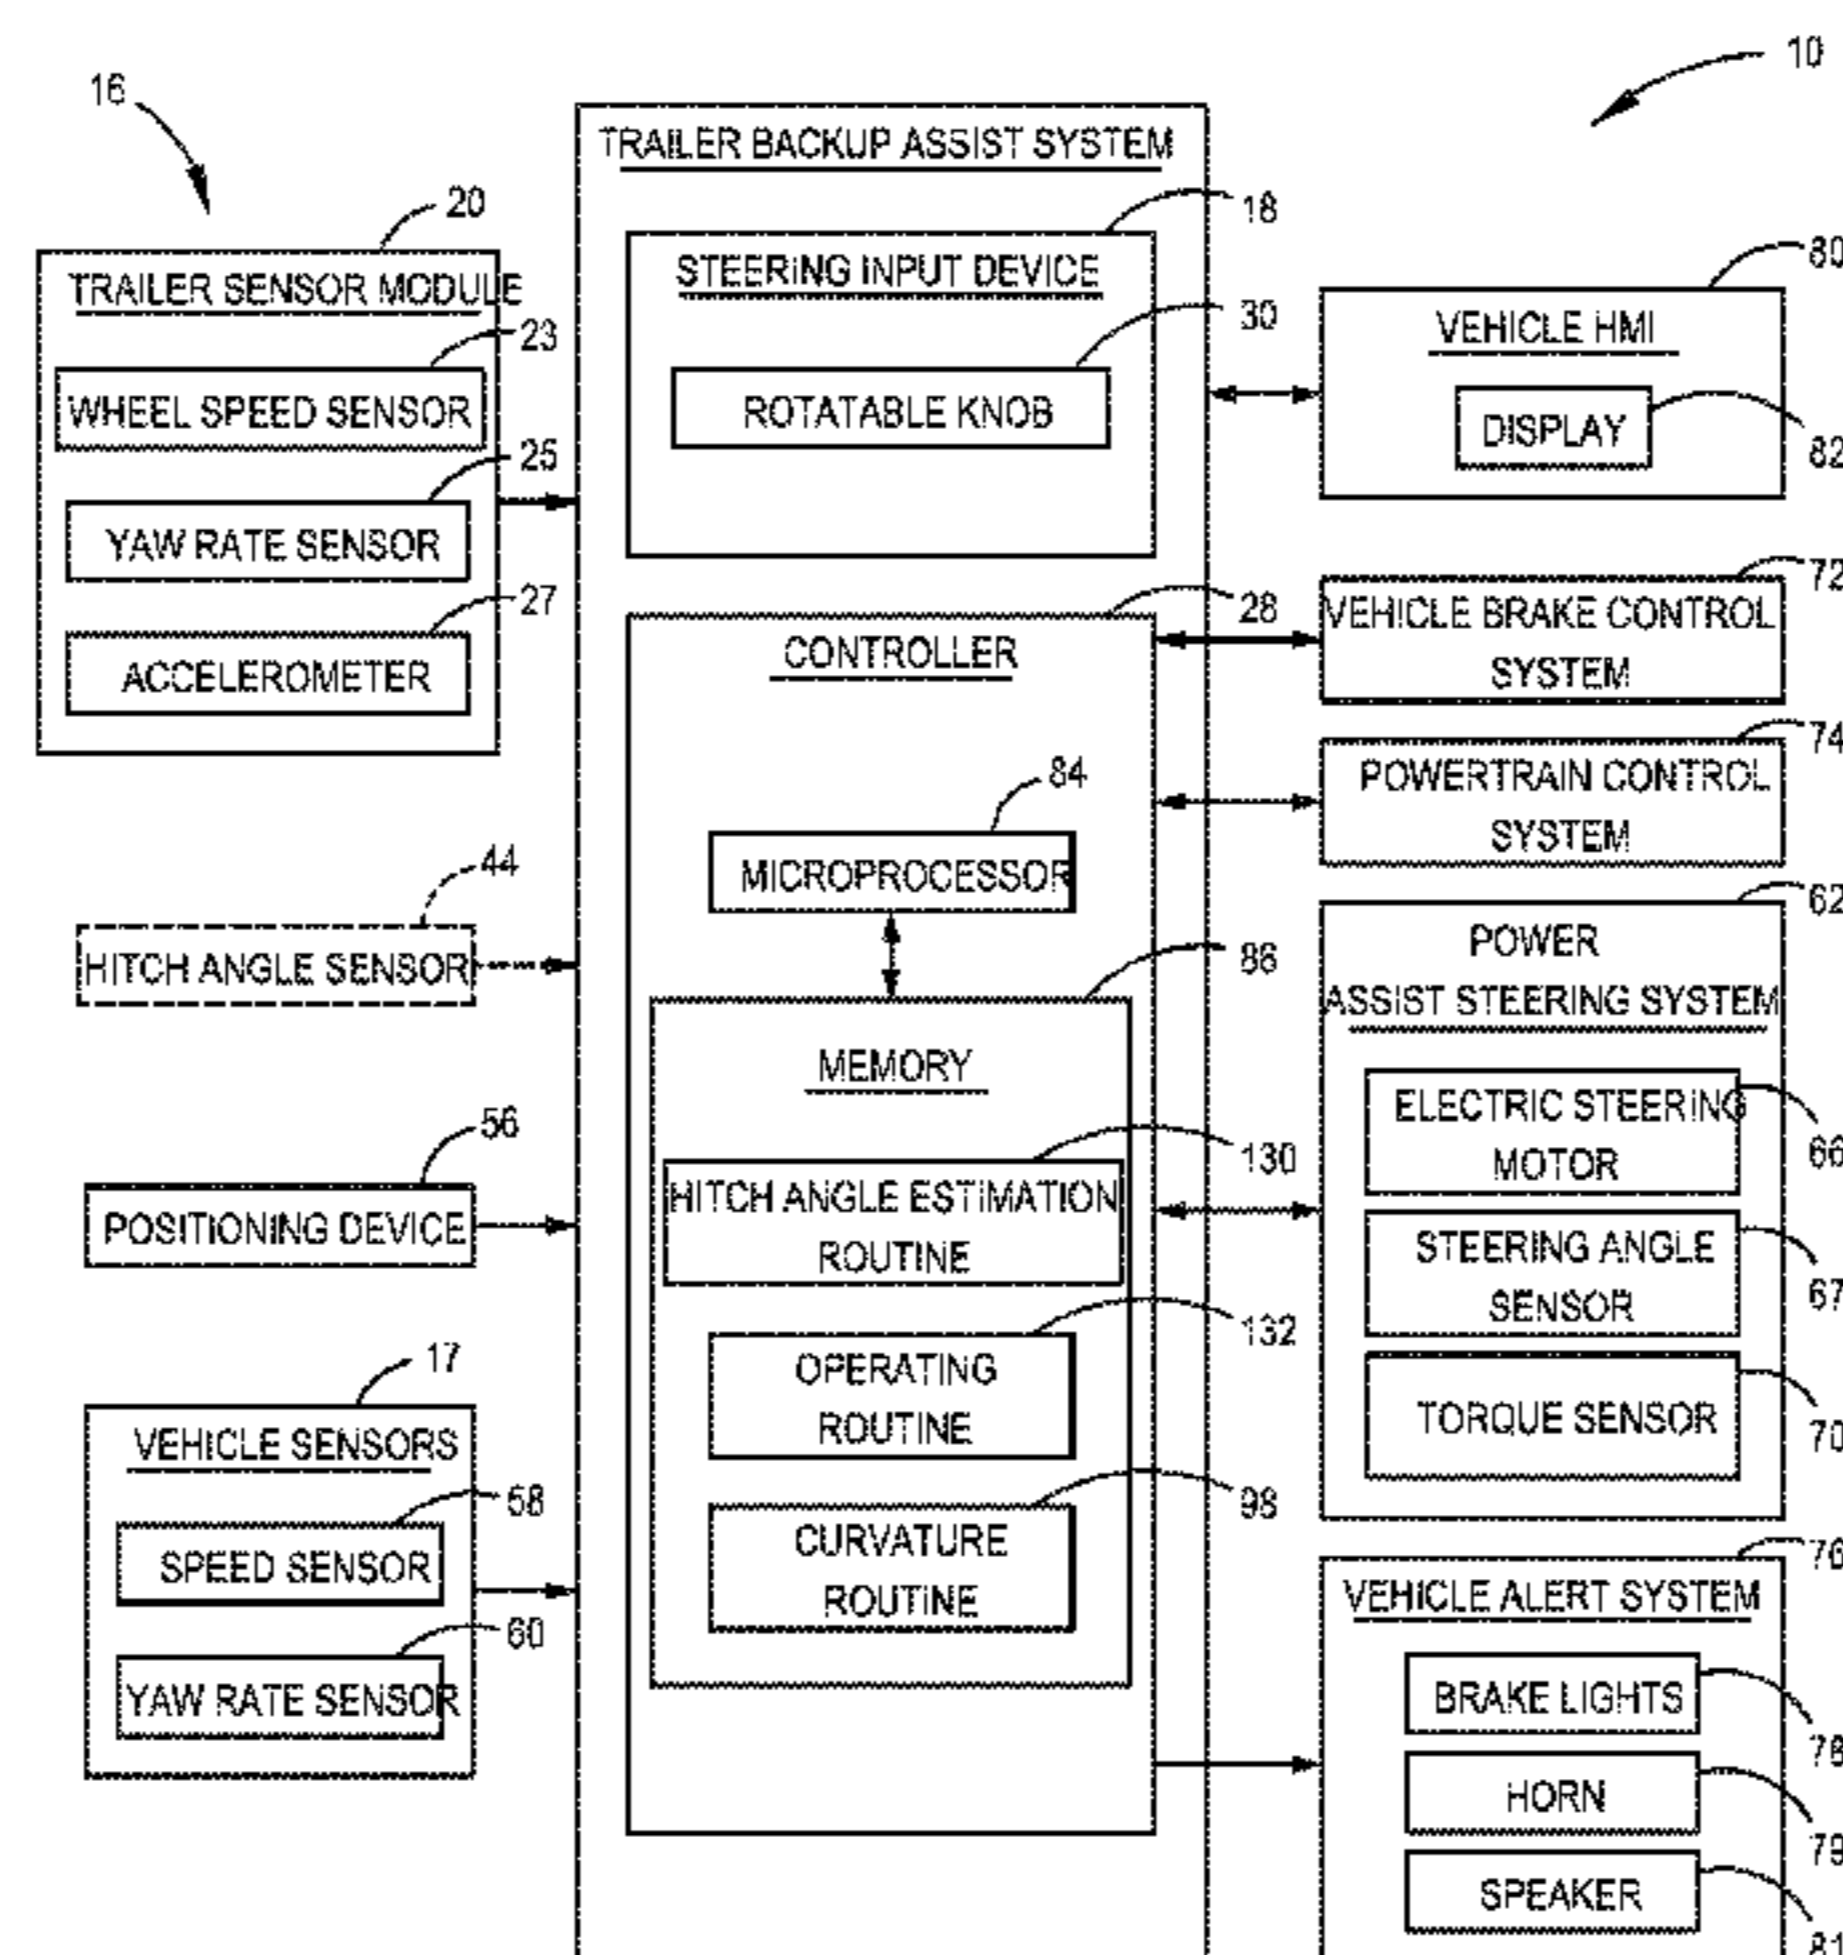 10
16
TRAILER BACKUP ASSIST SYSTEM
18
STEERING INPUT DEVICE
30
ROTATABLE KNOB
20
TRAILER SENSOR MODULE
23
WHEEL SPEED SENSOR
25
YAW RATE SENSOR
27
ACCELEROMETER
44
HITCH ANGLE SENSOR
56
POSITIONING DEVICE
17
VEHICLE SENSORS
58
SPEED SENSOR
60
YAW RATE SENSOR
28
CONTROLLER
84
MICROPROCESSOR
86
MEMORY
130
HITCH ANGLE ESTIMATION
ROUTINE
132
OPERATING
ROUTINE
98
CURVATURE
ROUTINE
80
VEHICLE HMI
DISPLAY
82
72
VEHICLE BRAKE CONTROL
SYSTEM
74
POWERTRAIN CONTROL
SYSTEM
62
POWER
ASSIST STEERING SYSTEM
ELECTRIC STEERING
MOTOR
66
STEERING ANGLE
SENSOR
67
TORQUE SENSOR
70
76
VEHICLE ALERT SYSTEM
BRAKE LIGHTS
78
HORN
79
SPEAKER
81